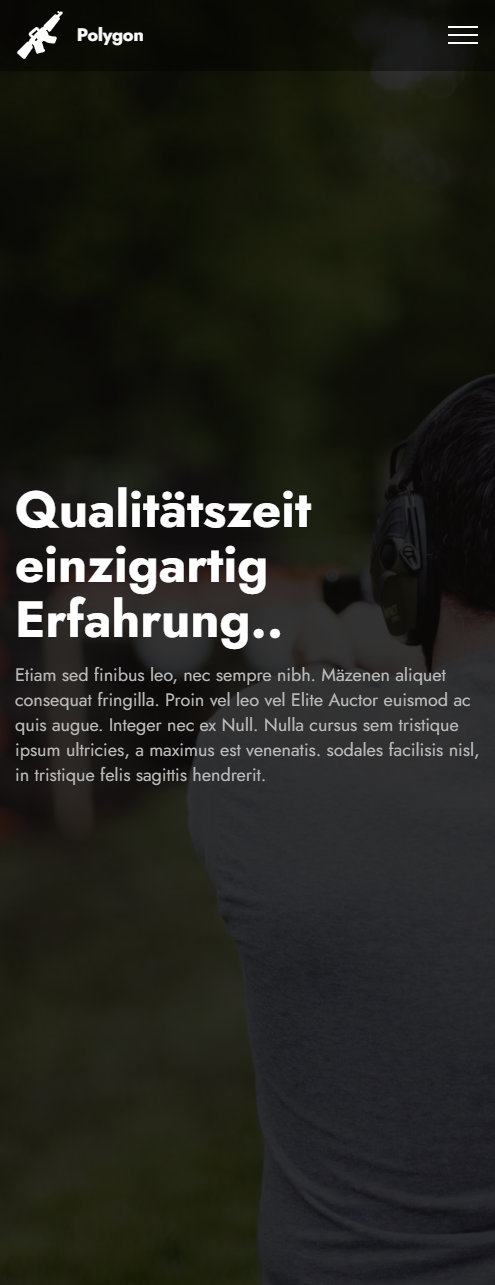 Polygon
Qualitätszeit
einzigartig
Erfahrung..
Etiam sed finibus leo, nec sempre nibh. Mäzenen aliquet
consequat fringilla. Proin vel leo vel Elite Auctor euismod ac
quis augue. Integer nec ex Null. Nulla cursus sem tristique
ipsum ultricies, a maximus est venenatis. sodales facilisis nisl,
in tristique felis sagittis hendrerit.